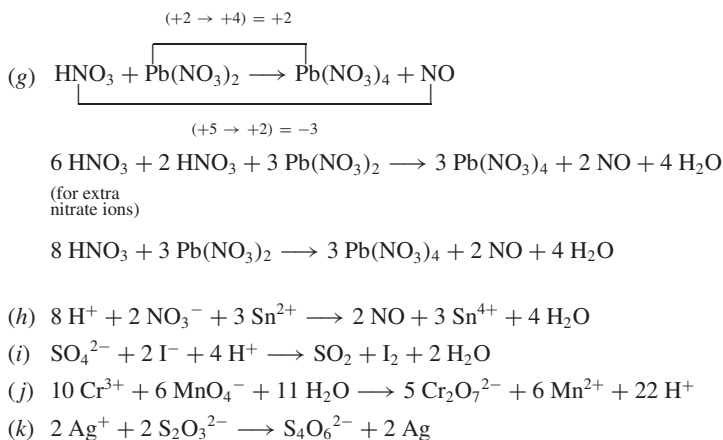 (+2 → +4) = +2
(g) HNO₃ + Pb(NO₃)₂ ⟶ Pb(NO₃)₄ + NO
(+5 → +2) = −3
6 HNO₃ + 2 HNO₃ + 3 Pb(NO₃)₂ ⟶ 3 Pb(NO₃)₄ + 2 NO + 4 H₂O
(for extra
nitrate ions)
8 HNO₃ + 3 Pb(NO₃)₂ ⟶ 3 Pb(NO₃)₄ + 2 NO + 4 H₂O
(h) 8 H⁺ + 2 NO₃⁻ + 3 Sn²⁺ ⟶ 2 NO + 3 Sn⁴⁺ + 4 H₂O
(i) SO₄²⁻ + 2 I⁻ + 4 H⁺ ⟶ SO₂ + I₂ + 2 H₂O
(j) 10 Cr³⁺ + 6 MnO₄⁻ + 11 H₂O ⟶ 5 Cr₂O₇²⁻ + 6 Mn²⁺ + 22 H⁺
(k) 2 Ag⁺ + 2 S₂O₃²⁻ ⟶ S₄O₆²⁻ + 2 Ag